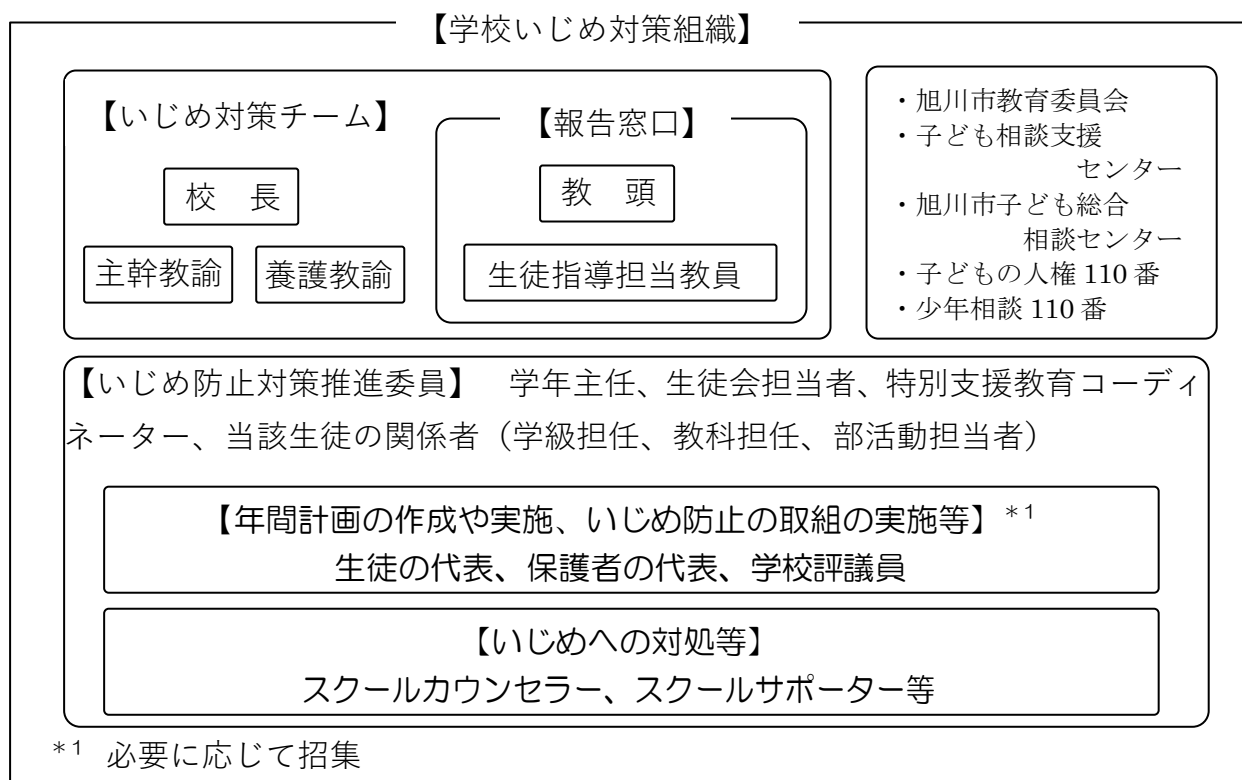 【学校いじめ対策組織】
【いじめ対策チーム】
校 長
主幹教諭
養護教諭
【報告窓口】
教 頭
生徒指導担当教員
・旭川市教育委員会
・子ども相談支援
センター
・旭川市子ども総合
相談センター
・子どもの人権 110 番
・少年相談 110 番
【いじめ防止対策推進委員】 学年主任、生徒会担当者、特別支援教育コーディ
ネーター、当該生徒の関係者（学級担任、教科担任、部活動担当者）
【年間計画の作成や実施、いじめ防止の取組の実施等】＊１
生徒の代表、保護者の代表、学校評議員
【いじめへの対処等】
スクールカウンセラー、スクールサポーター等
＊１ 必要に応じて招集